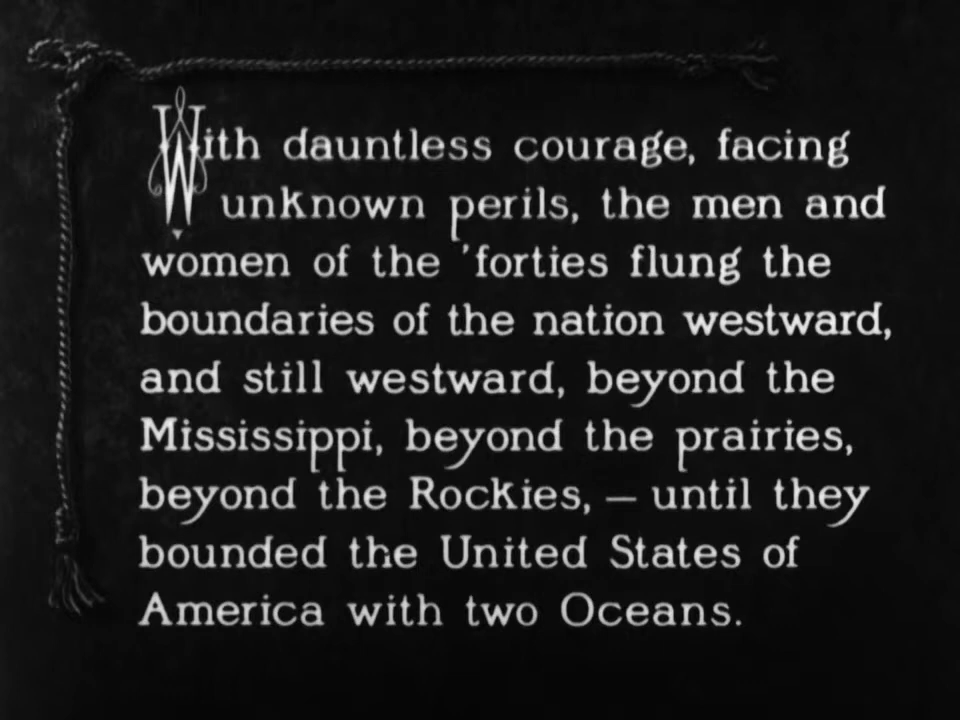 With dauntless courage, facing
unknown perils, the men and
women of the 'forties flung the
boundaries of the nation westward,
and still westward, beyond the
Mississippi, beyond the prairies,
beyond the Rockies, — until they
bounded the United States of
America with two Oceans.